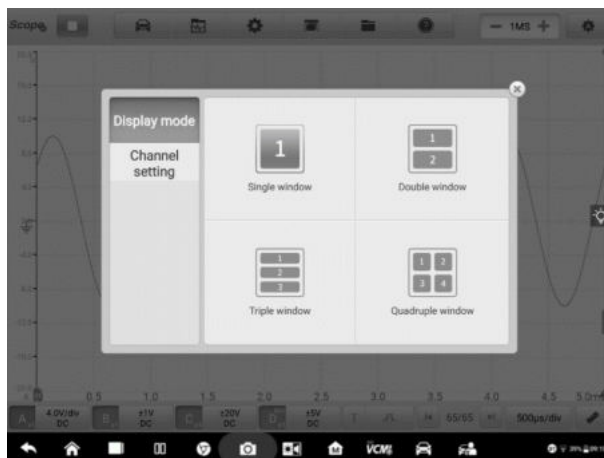 Scope
1MS
Display mode
Channel setting
1
Single window
1
2
Double window
1
2
3
Triple window
1 2
3 4
Quadruple window
0.5 1.0 1.5 2.0 2.5 3.0 3.5 4.0 4.5
A 4.0V/div DC
B ±1V DC
C ±20V DC
D ±5V DC
T
65/65
500µs/div
VCMI